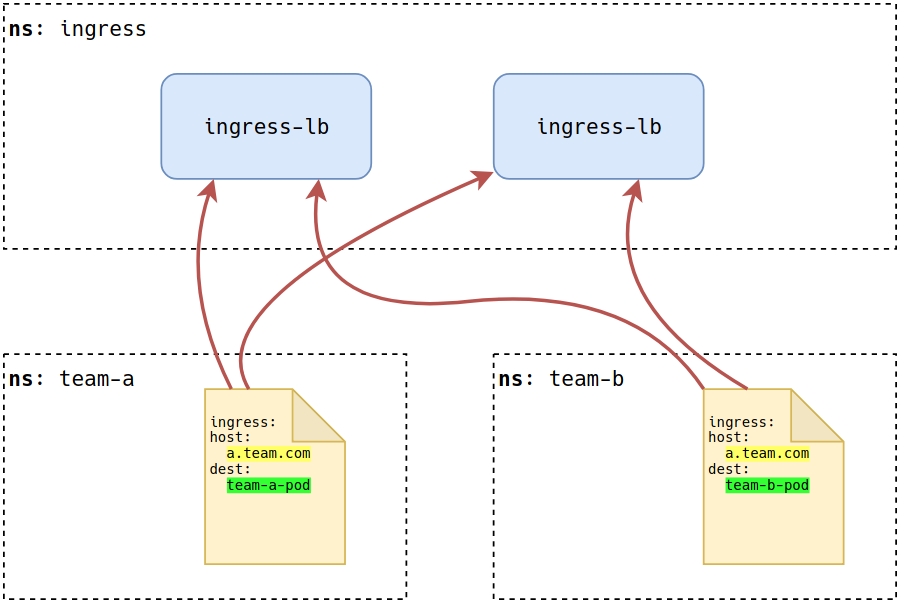 ns: ingress
ingress-lb
ingress-lb
ns: team-a
ingress:
host:
a.team.com
dest:
team-a-pod
ns: team-b
ingress:
host:
a.team.com
dest:
team-b-pod